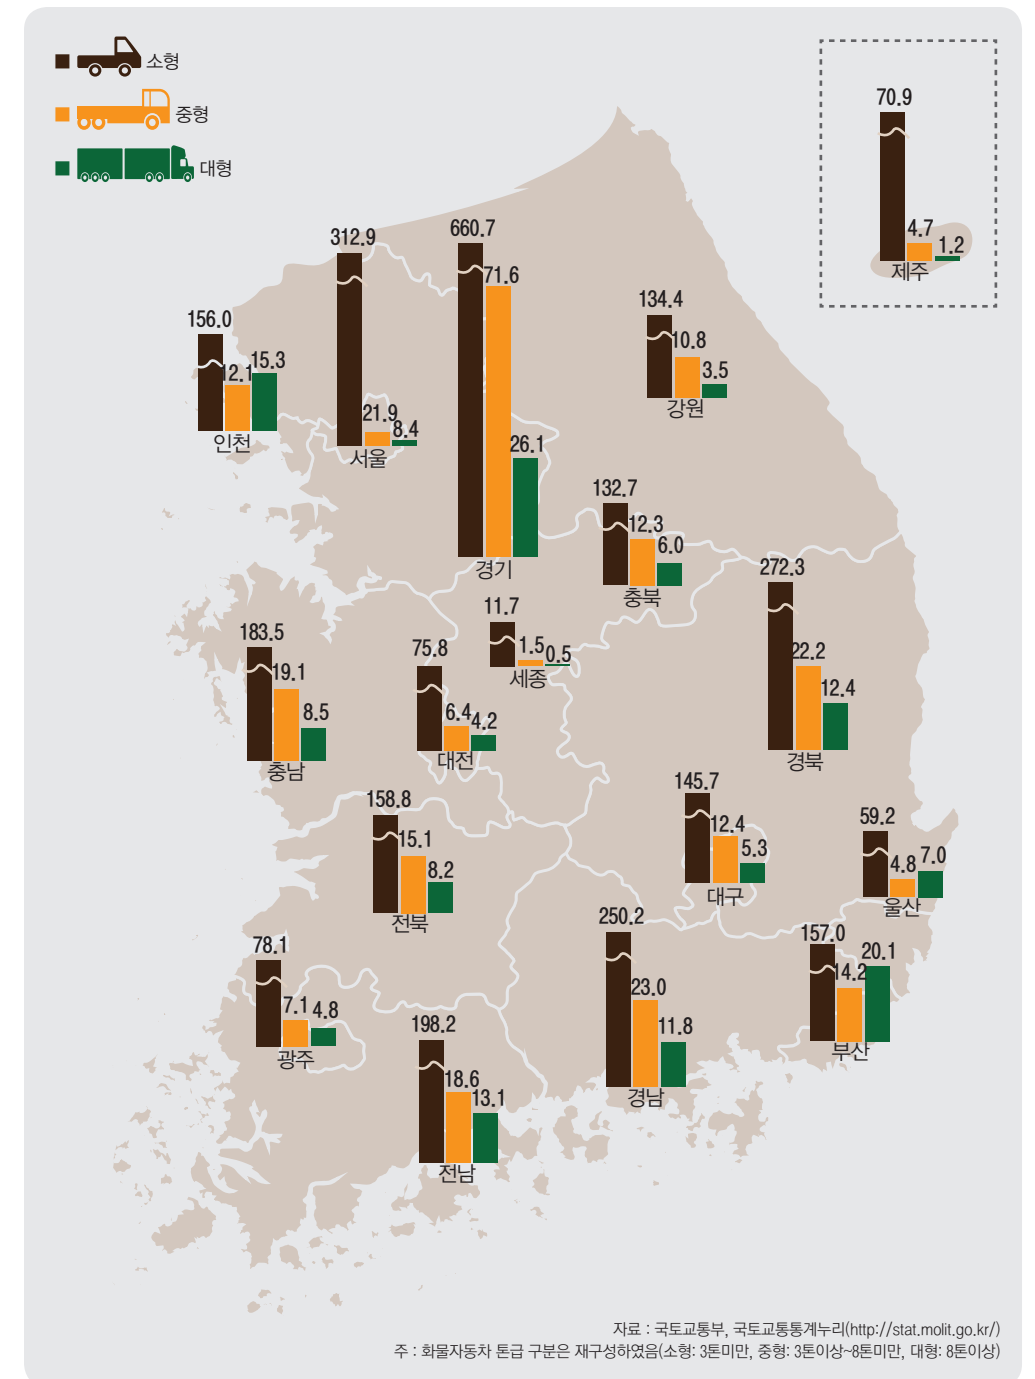 소형
중형
대형
70.9
4.7
1.2
제주
312.9
21.9
8.4
서울
660.7
71.6
26.1
경기
156.0
12.1
15.3
인천
134.4
10.8
3.5
강원
132.7
12.3
6.0
충북
272.3
22.2
12.4
경북
11.7
1.5
0.5
세종
183.5
19.1
8.5
충남
75.8
6.4
4.2
대전
158.8
15.1
8.2
전북
145.7
12.4
5.3
대구
59.2
4.8
7.0
울산
78.1
7.1
4.8
광주
198.2
18.6
13.1
전남
250.2
23.0
11.8
경남
157.0
14.2
20.1
부산
자료 : 국토교통부, 국토교통통계누리(http://stat.molit.go.kr/)
주 : 화물자동차 톤급 구분은 재구성하였음(소형: 3톤미만, 중형: 3톤이상~8톤미만, 대형: 8톤이상)